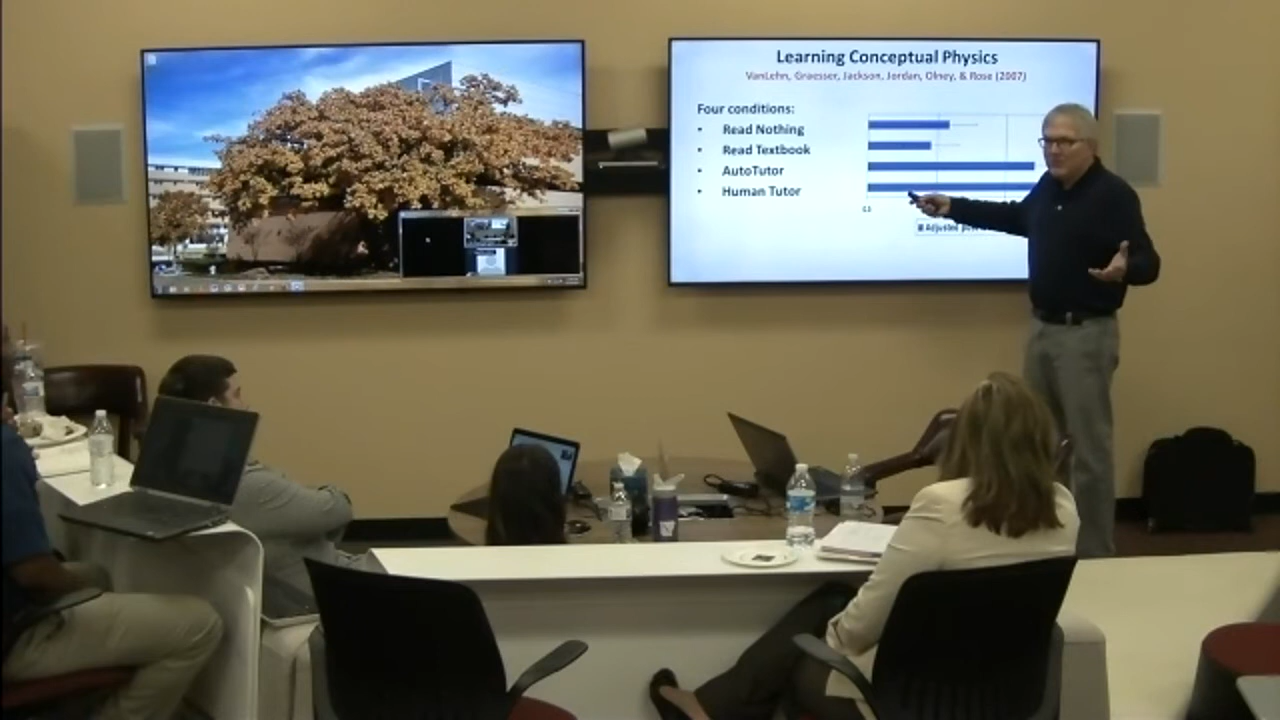 Learning Conceptual Physics
VanLehn, Graesser, Jackson, Jordan, Olney, & Rose (2007)
Four conditions:
• Read Nothing
• Read Textbook
• AutoTutor
• Human Tutor
Adjusted